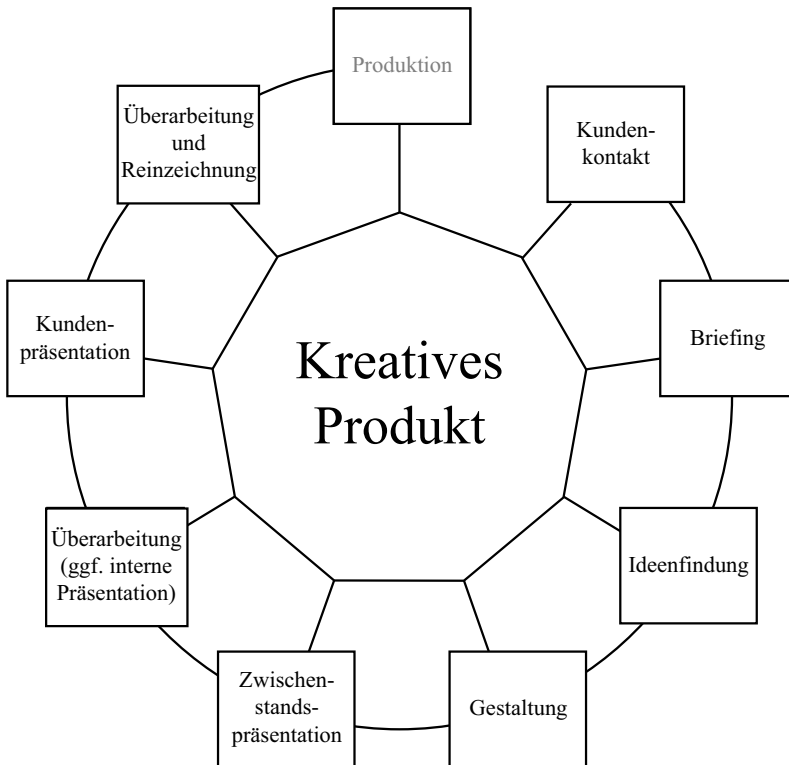 Produktion
Kunden-
kontakt
Briefing
Ideenfindung
Gestaltung
Zwischen-
stands-
präsentation
Überarbeitung
(ggf. interne
Präsentation)
Kunden-
präsentation
Überarbeitung
und
Reinzeichnung
Kreatives
Produkt